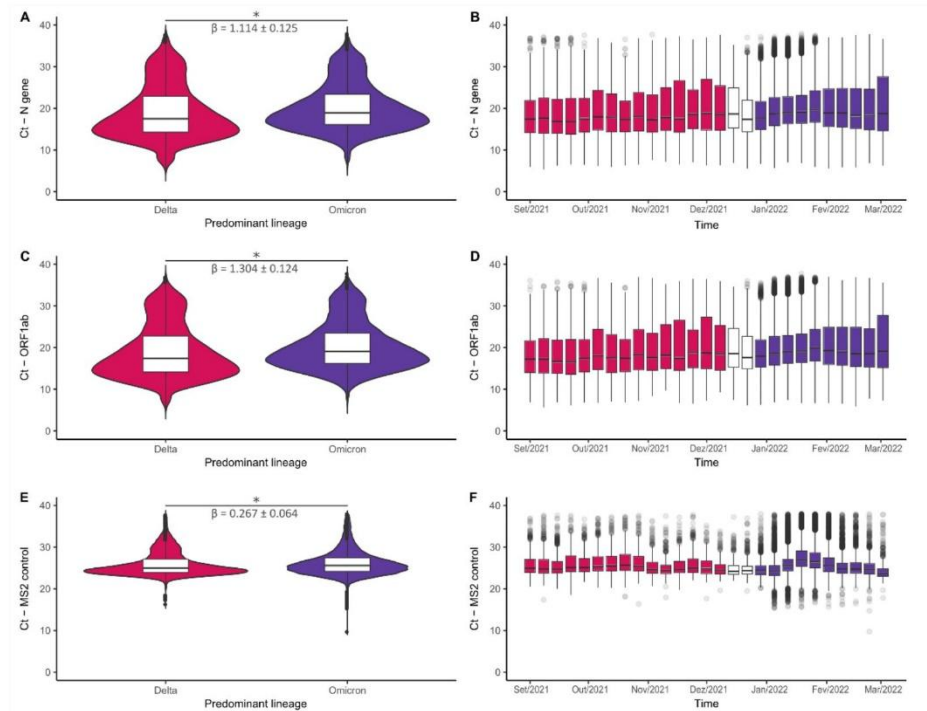 A
*
β = 1.114 ± 0.125
Ct - N gene
40
30
20
10
0
Delta
Omicron
Predominant lineage
B
Ct - N gene
40
30
20
10
0
Set/2021
Out/2021
Nov/2021
Dez/2021
Jan/2022
Fev/2022
Mar/2022
Time
C
*
β = 1.304 ± 0.124
Ct - ORF1ab
40
30
20
10
0
Delta
Omicron
Predominant lineage
D
Ct - ORF1ab
40
30
20
10
0
Set/2021
Out/2021
Nov/2021
Dez/2021
Jan/2022
Fev/2022
Mar/2022
Time
E
*
β = 0.267 ± 0.064
Ct - MS2 control
40
30
20
10
0
Delta
Omicron
Predominant lineage
F
Ct - MS2 control
40
30
20
10
0
Set/2021
Out/2021
Nov/2021
Dez/2021
Jan/2022
Fev/2022
Mar/2022
Time